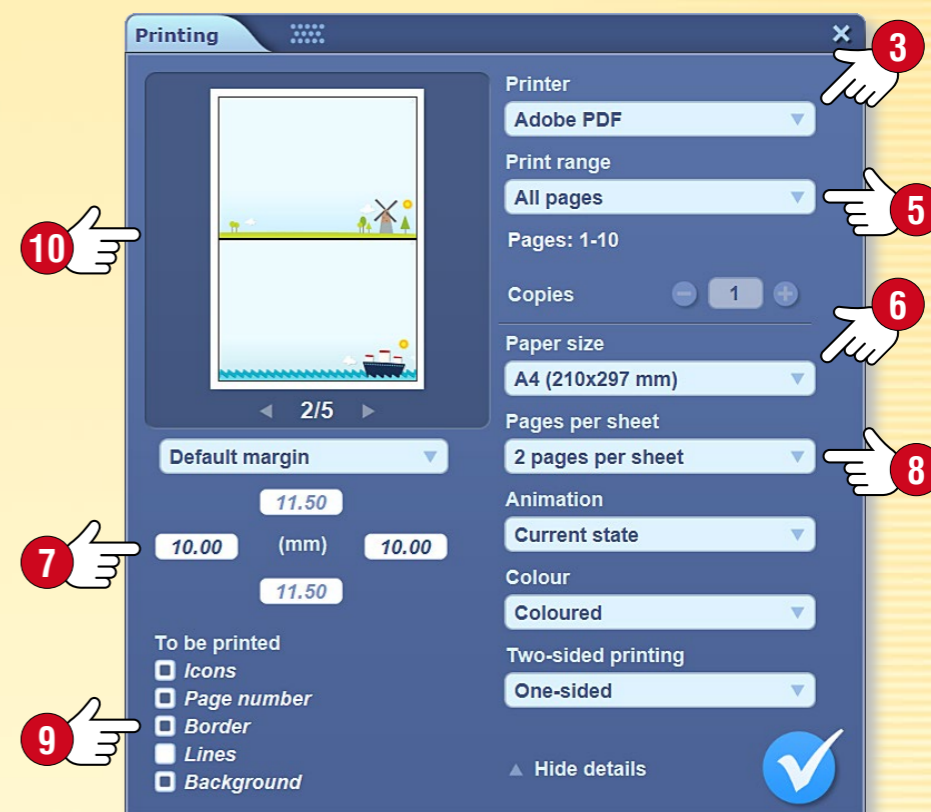 Printing
3
Printer
Adobe PDF
Print range
All pages
5
Pages: 1-10
10
Copies
1
6
Paper size
A4 (210x297 mm)
2/5
Pages per sheet
2 pages per sheet
8
Default margin
11.50
10.00 (mm) 10.00
11.50
7
Animation
Current state
Colour
Coloured
Two-sided printing
One-sided
To be printed
Icons
Page number
Border
Lines
Background
9
Hide details